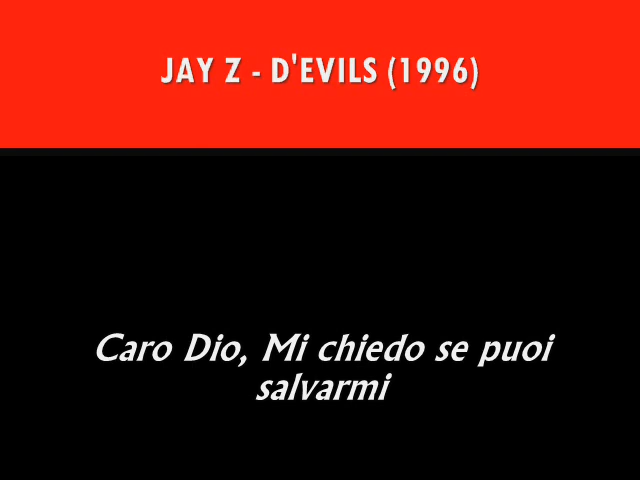 JAY Z - D'EVILS (1996)
Caro Dio, Mi chiedo se puoi
salvarmi